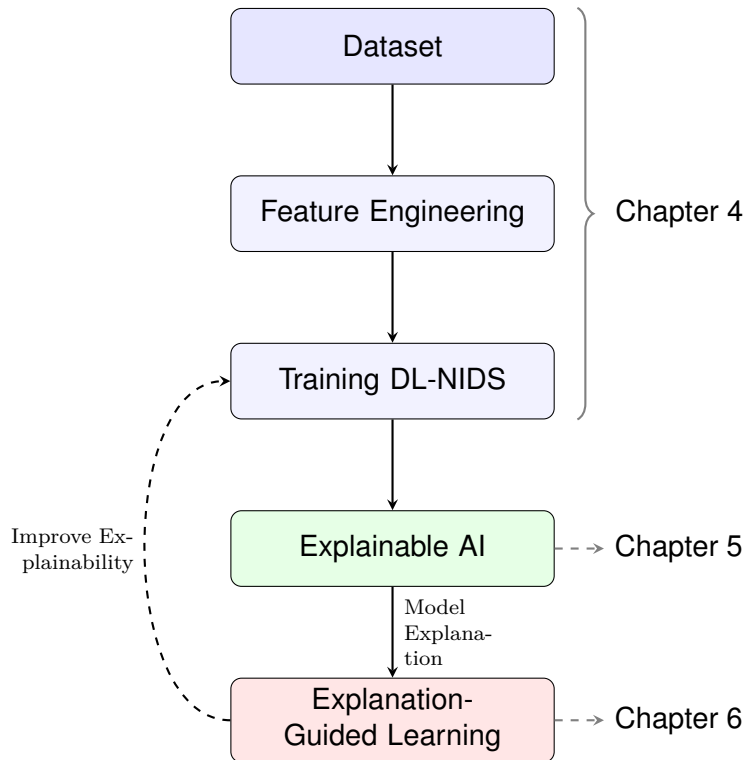 Dataset
Feature Engineering
Chapter 4
Training DL-NIDS
Improve Ex-
plainability
Explainable AI
Chapter 5
Model
Explana-
tion
Explanation-
Guided Learning
Chapter 6